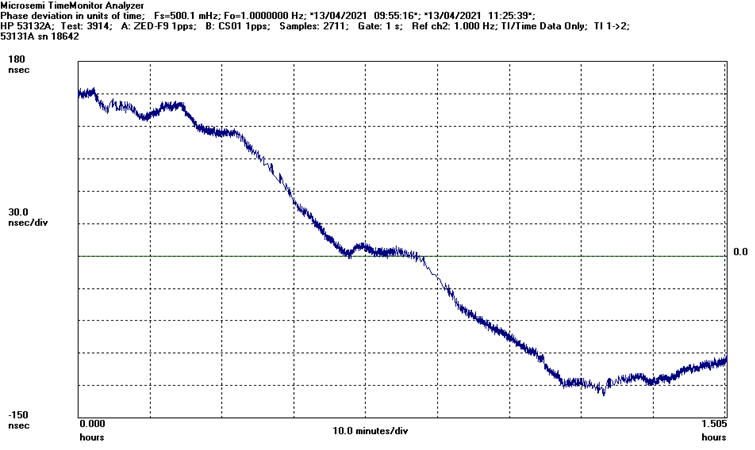 Microsemi TimeMonitor Analyzer
Phase deviation in units of time;  Fs=500.1 mHz; Fo=1.0000000 Hz; *13/04/2021  09:55:16*; *13/04/2021  11:25:39*;
HP 53132A;  Test: 3914;  A: ZED-F9 1pps;  B: CS01 1pps;  Samples: 2711;  Gate: 1 s;  Ref ch2: 1.000 Hz; TI/Time Data Only;  TI 1->2;
53131A sn 18642
180
nsec
30.0
nsec/div
0.0
-150
nsec
0.000
hours
10.0 minutes/div
1.505
hours